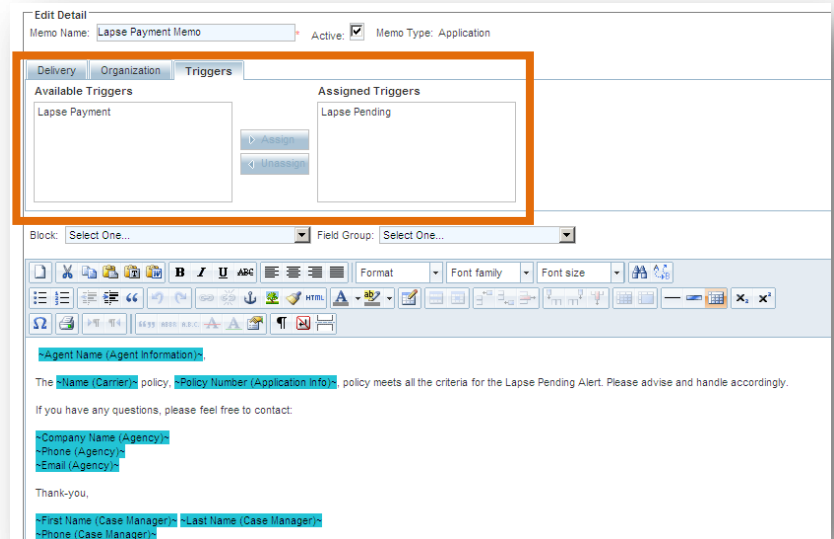 Edit Detail
Memo Name: Lapse Payment Memo * Active: Memo Type: Application
Delivery Organization Triggers
Available Triggers Assigned Triggers
Lapse Payment Lapse Pending
Assign
Unassign
Block: Select One... Field Group: Select One...
B I U ABC Format Font family Font size
HTML A ab
A A
~Agent Name (Agent Information)~,
The ~Name (Carrier)~ policy, ~Policy Number (Application Info)~, policy meets all the criteria for the Lapse Pending Alert. Please advise and handle accordingly.
If you have any questions, please feel free to contact:
~Company Name (Agency)~
~Phone (Agency)~
~Email (Agency)~
Thank-you,
~First Name (Case Manager)~ ~Last Name (Case Manager)~
~Phone (Case Manager)~